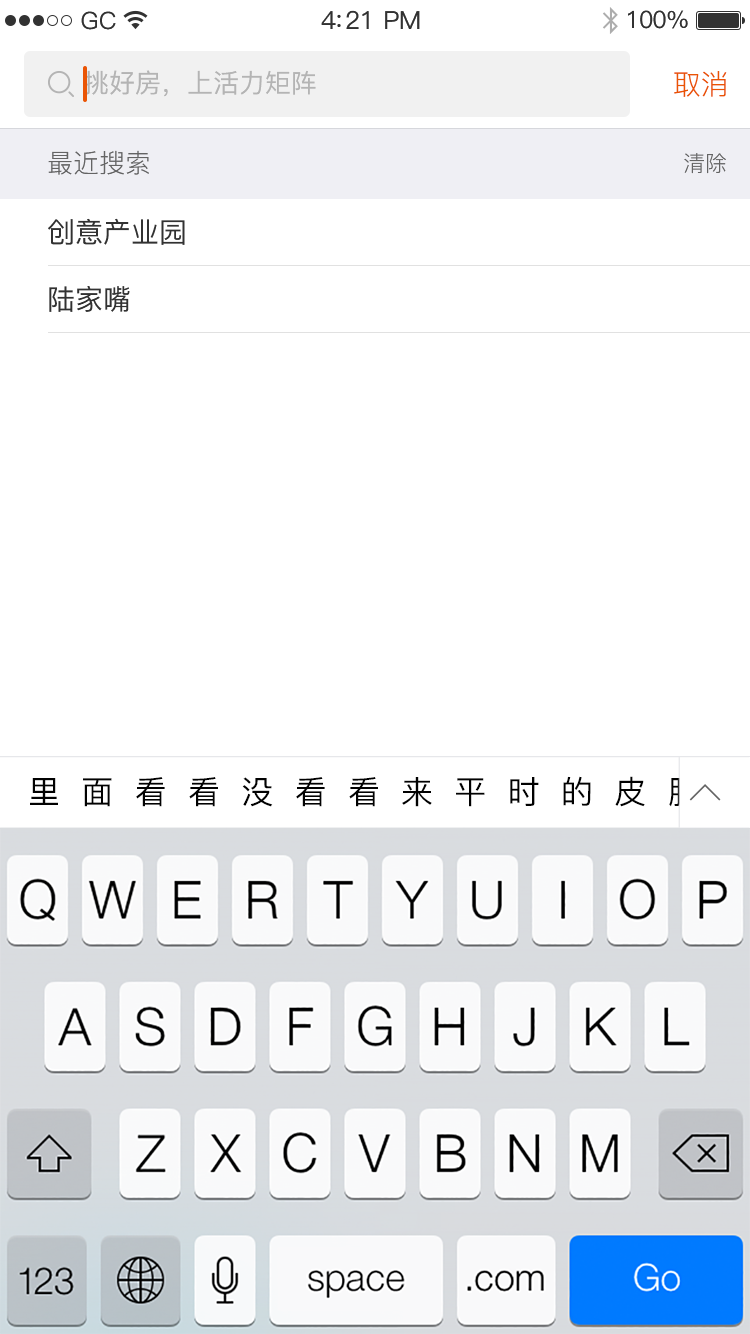 GC 4:21 PM 100%
挑好房，上活力矩阵 取消
最近搜索 清除
创意产业园
陆家嘴
里 面 看 看 没 看 看 来 平 时 的 皮
Q W E R T Y U I O P
A S D F G H J K L
Z X C V B N M
123 space .com Go